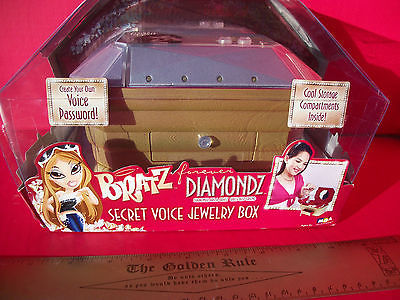 Create Your Own
Voice
Password!
Cool Storage
Compartments
Inside!
BRATZ forever DIAMONDZ
SECRET VOICE JEWELRY BOX
MGA
The Golden Rule